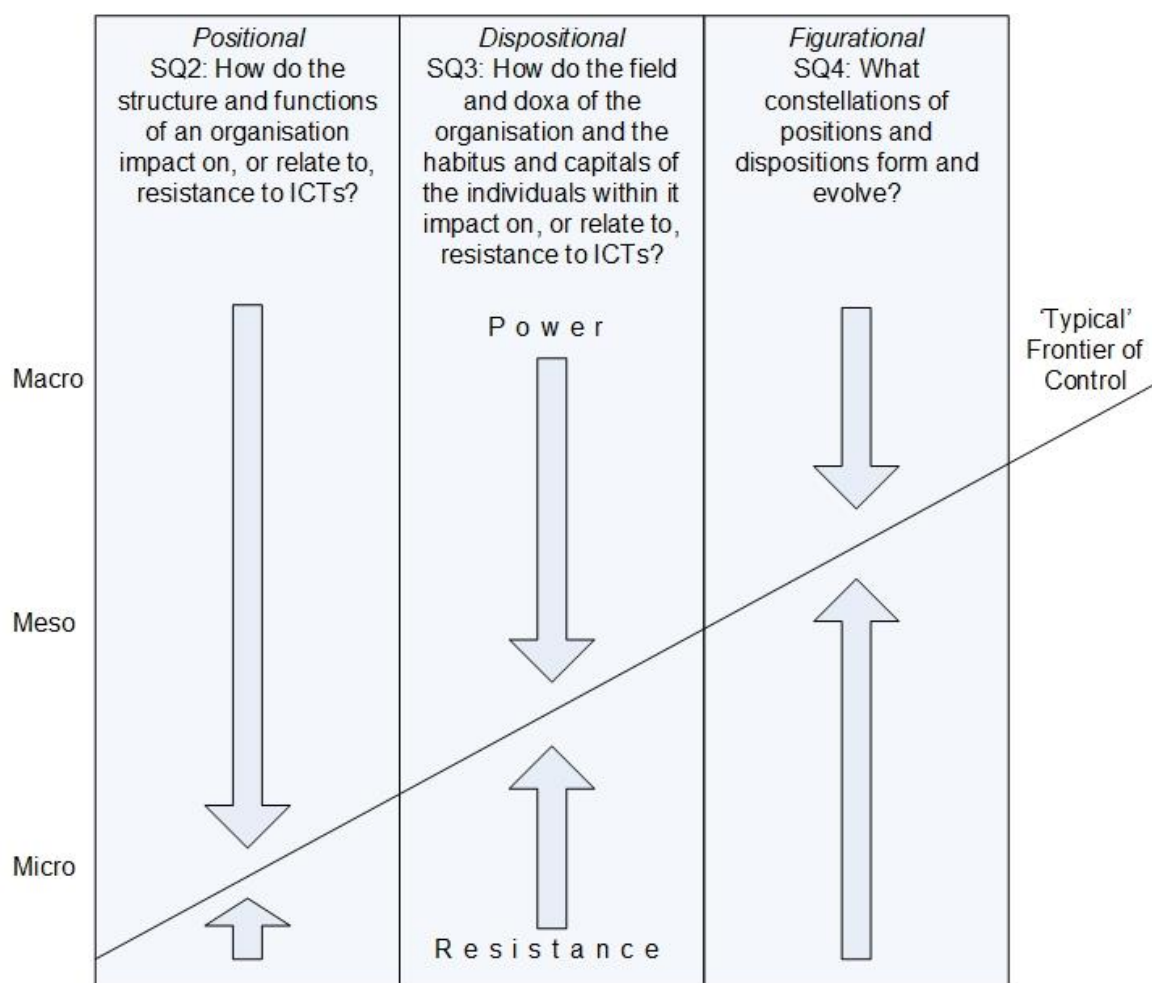 Positional
SQ2: How do the
structure and functions
of an organisation
impact on, or relate to,
resistance to ICTs?
Dispositional
SQ3: How do the field
and doxa of the
organisation and the
habitus and capitals of
the individuals within it
impact on, or relate to,
resistance to ICTs?
Figurational
SQ4: What
constellations of
positions and
dispositions form and
evolve?
Power
'Typical'
Frontier of
Control
Macro
Meso
Micro
Resistance